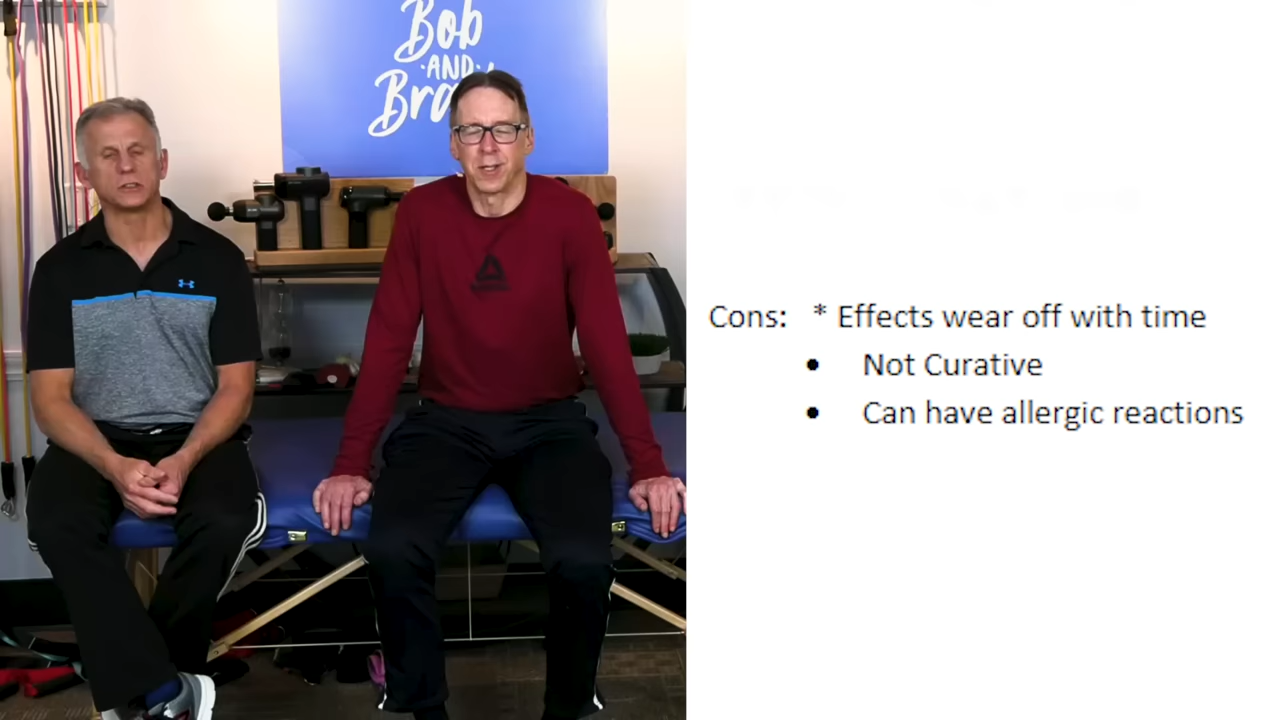 Bob
·AND·
Cons: * Effects wear off with time
• Not Curative
• Can have allergic reactions